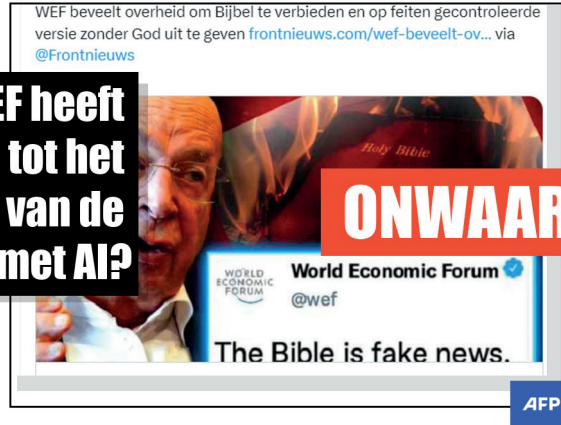 WEF beveelt overheid om Bijbel te verbieden en op feiten gecontroleerde
versie zonder God uit te geven frontnieuws.com/wef-beveelt-ov... via
@Frontnieuws
EF heeft
tot het
van de
met AI?
Holy Bible
ONWAAR
WORLD
ECONOMIC
FORUM
World Economic Forum
@wef
The Bible is fake news.
AFP